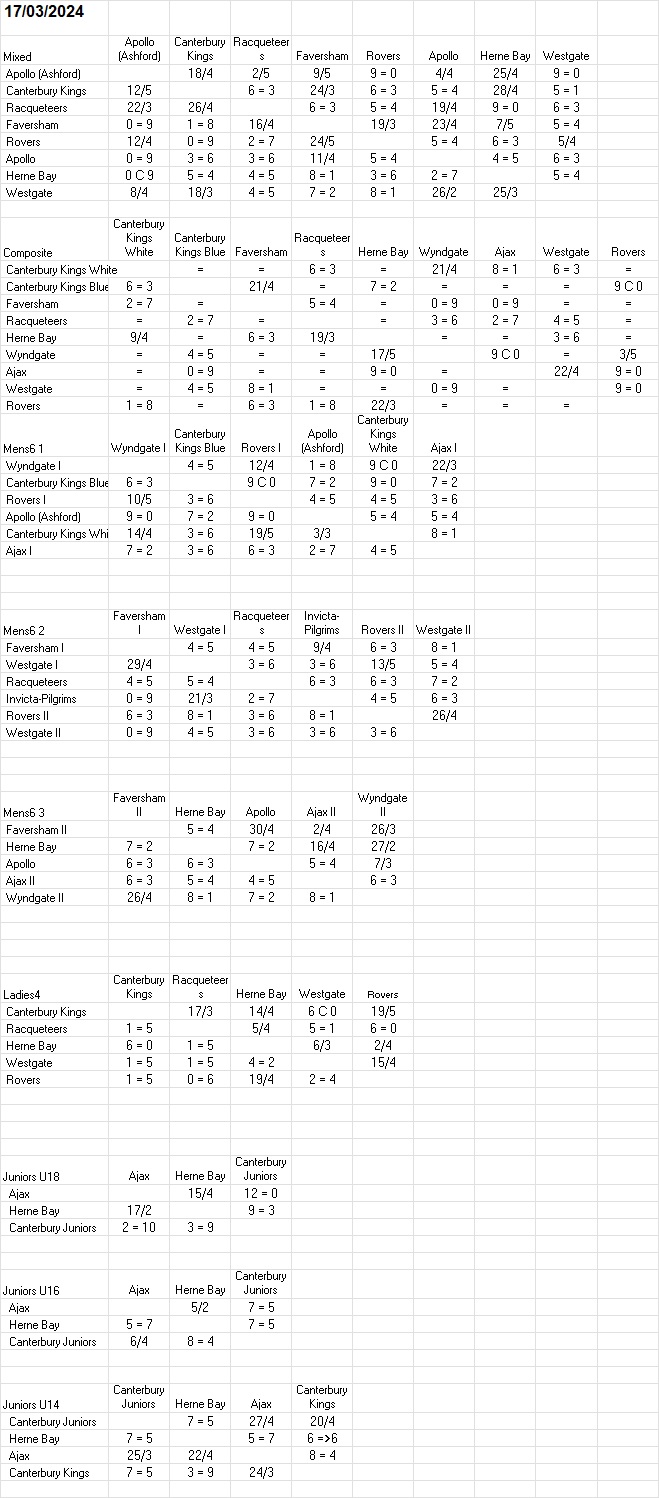 17/03/2024
Mixed Apollo (Ashford) Canterbury Kings Racqueteers Faversham Rovers Apollo Herne Bay Westgate
Apollo (Ashford) 18/4 2/5 9/5 9 = 0 4/4 25/4 9 = 0
Canterbury Kings 12/5 6 = 3 24/3 6 = 3 5 = 4 28/4 5 = 1
Racqueteers 22/3 26/4 6 = 3 5 = 4 19/4 9 = 0 6 = 3
Faversham 0 = 9 1 = 8 16/4 19/3 23/4 7/5 5 = 4
Rovers 12/4 0 = 9 2 = 7 24/5 5 = 4 6 = 3 5/4
Apollo 0 = 9 3 = 6 3 = 6 11/4 5 = 4 4 = 5 6 = 3
Herne Bay 0 C 9 5 = 4 4 = 5 8 = 1 3 = 6 2 = 7 5 = 4
Westgate 8/4 18/3 4 = 5 7 = 2 8 = 1 26/2 25/3
Composite Canterbury Kings White Canterbury Kings Blue Faversham Racqueteers Herne Bay Wyndgate Ajax Westgate Rovers
Canterbury Kings White = = 6 = 3 = 21/4 8 = 1 6 = 3 =
Canterbury Kings Blue 6 = 3 21/4 = 7 = 2 = = = 9 C 0
Faversham 2 = 7 = 5 = 4 = 0 = 9 0 = 9 = =
Racqueteers = 2 = 7 = = 3 = 6 2 = 7 4 = 5 =
Herne Bay 9/4 = 6 = 3 19/3 = = 3 = 6 =
Wyndgate = 4 = 5 = = 17/5 9 C 0 = 3/5
Ajax = 0 = 9 = = 9 = 0 = 22/4 9 = 0
Westgate = 4 = 5 8 = 1 = = 0 = 9 = 9 = 0
Rovers 1 = 8 = 6 = 3 1 = 8 22/3 = = =
Mens6 1 Wyndgate I Canterbury Kings Blue Rovers I Apollo (Ashford) Canterbury Kings White Ajax I
Wyndgate I 4 = 5 12/4 1 = 8 9 C 0 22/3
Canterbury Kings Blue 6 = 3 9 C 0 7 = 2 9 = 0 7 = 2
Rovers I 10/5 3 = 6 4 = 5 4 = 5 3 = 6
Apollo (Ashford) 9 = 0 7 = 2 9 = 0 5 = 4 5 = 4
Canterbury Kings Whi 14/4 3 = 6 19/5 3/3 8 = 1
Ajax I 7 = 2 3 = 6 6 = 3 2 = 7 4 = 5
Mens6 2 Faversham I Westgate I Racqueteers Invicta-Pilgrims Rovers II Westgate II
Faversham I 4 = 5 4 = 5 9/4 6 = 3 8 = 1
Westgate I 29/4 3 = 6 3 = 6 13/5 5 = 4
Racqueteers 4 = 5 5 = 4 6 = 3 6 = 3 7 = 2
Invicta-Pilgrims 0 = 9 21/3 2 = 7 4 = 5 6 = 3
Rovers II 6 = 3 8 = 1 3 = 6 8 = 1 26/4
Westgate II 0 = 9 4 = 5 3 = 6 3 = 6 3 = 6
Mens6 3 Faversham II Herne Bay Apollo Ajax II Wyndgate II
Faversham II 5 = 4 30/4 2/4 26/3
Herne Bay 7 = 2 7 = 2 16/4 27/2
Apollo 6 = 3 6 = 3 5 = 4 7/3
Ajax II 6 = 3 5 = 4 4 = 5 6 = 3
Wyndgate II 26/4 8 = 1 7 = 2 8 = 1
Ladies4 Canterbury Kings Racqueteers Herne Bay Westgate Rovers
Canterbury Kings 17/3 14/4 6 C 0 19/5
Racqueteers 1 = 5 5/4 5 = 1 6 = 0
Herne Bay 6 = 0 1 = 5 6/3 2/4
Westgate 1 = 5 1 = 5 4 = 2 15/4
Rovers 1 = 5 0 = 6 19/4 2 = 4
Juniors U18 Ajax Herne Bay Canterbury Juniors
Ajax 15/4 12 = 0
Herne Bay 17/2 9 = 3
Canterbury Juniors 2 = 10 3 = 9
Juniors U16 Ajax Herne Bay Canterbury Juniors
Ajax 5/2 7 = 5
Herne Bay 5 = 7 7 = 5
Canterbury Juniors 6/4 8 = 4
Juniors U14 Canterbury Juniors Herne Bay Ajax Canterbury Kings
Canterbury Juniors 7 = 5 27/4 20/4
Herne Bay 7 = 5 5 = 7 6 =>6
Ajax 25/3 22/4 8 = 4
Canterbury Kings 7 = 5 3 = 9 24/3